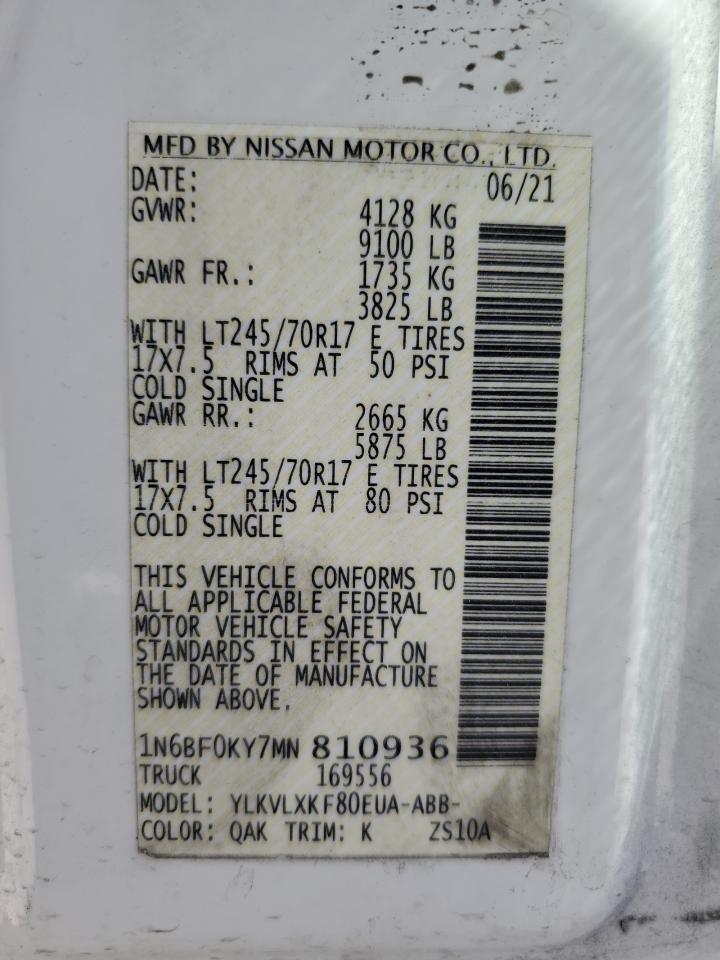 MFD BY NISSAN MOTOR CO., LTD.
DATE: 06/21
GVWR: 4128 KG
9100 LB
GAWR FR.: 1735 KG
3825 LB
WITH LT245/70R17 E TIRES
17X7.5 RIMS AT 50 PSI
COLD SINGLE
GAWR RR.: 2665 KG
5875 LB
WITH LT245/70R17 E TIRES
17X7.5 RIMS AT 80 PSI
COLD SINGLE
THIS VEHICLE CONFORMS TO
ALL APPLICABLE FEDERAL
MOTOR VEHICLE SAFETY
STANDARDS IN EFFECT ON
THE DATE OF MANUFACTURE
SHOWN ABOVE.
1N6BF0KY7MN 810936
TRUCK 169556
MODEL: YLKVLXKF80EUA-ABB-
COLOR: QAK TRIM: K ZS10A